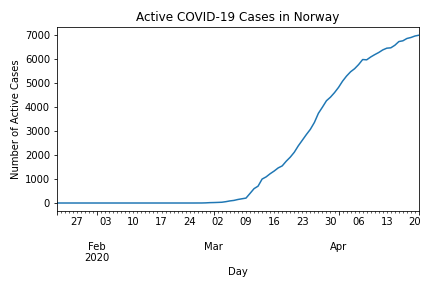 Active COVID-19 Cases in Norway
7000
6000
5000
4000
3000
2000
1000
0
Number of Active Cases
27 03 10 17 24 02 09 16 23 30 06 13 20
Feb Mar Apr
2020
Day